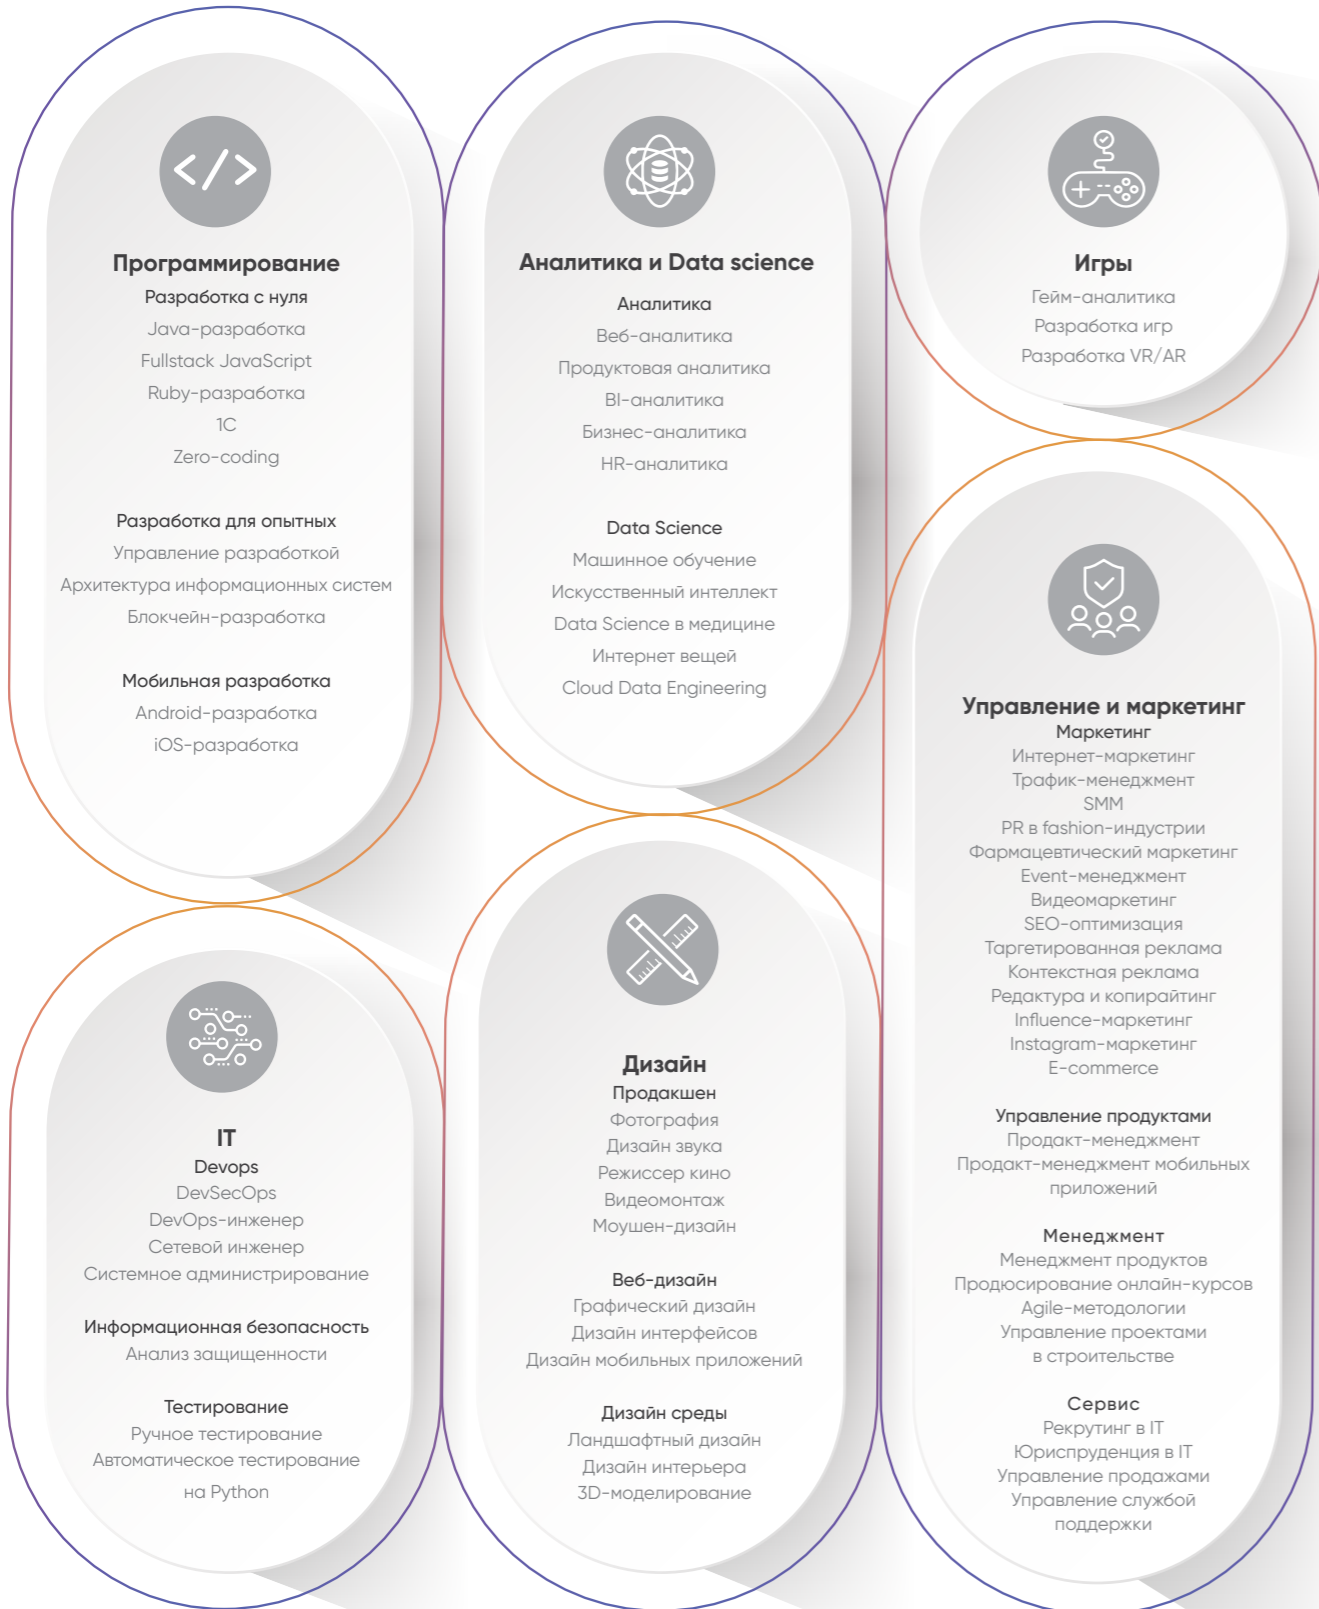 Программирование
Разработка с нуля
Java-разработка
Fullstack JavaScript
Ruby-разработка
1C
Zero-coding
Разработка для опытных
Управление разработкой
Архитектура информационных систем
Блокчейн-разработка
Мобильная разработка
Android-разработка
iOS-разработка
Аналитика и Data science
Аналитика
Веб-аналитика
Продуктовая аналитика
BI-аналитика
Бизнес-аналитика
HR-аналитика
Data Science
Машинное обучение
Искусственный интеллект
Data Science в медицине
Интернет вещей
Cloud Data Engineering
Игры
Гейм-аналитика
Разработка игр
Разработка VR/AR
IT
Devops
DevSecOps
DevOps-инженер
Сетевой инженер
Системное администрирование
Информационная безопасность
Анализ защищенности
Тестирование
Ручное тестирование
Автоматическое тестирование
на Python
Дизайн
Продакшен
Фотография
Дизайн звука
Режиссер кино
Видеомонтаж
Моушен-дизайн
Веб-дизайн
Графический дизайн
Дизайн интерфейсов
Дизайн мобильных приложений
Дизайн среды
Ландшафтный дизайн
Дизайн интерьера
3D-моделирование
Управление и маркетинг
Маркетинг
Интернет-маркетинг
Трафик-менеджмент
SMM
PR в fashion-индустрии
Фармацевтический маркетинг
Event-менеджмент
Видеомаркетинг
SEO-оптимизация
Таргетированная реклама
Контекстная реклама
Редактура и копирайтинг
Influence-маркетинг
Instagram-маркетинг
E-commerce
Управление продуктами
Продакт-менеджмент
Продакт-менеджмент мобильных
приложений
Менеджмент
Менеджмент продуктов
Продюсирование онлайн-курсов
Agile-методологии
Управление проектами
в строительстве
Сервис
Рекрутинг в IT
Юриспруденция в IT
Управление продажами
Управление службой
поддержки